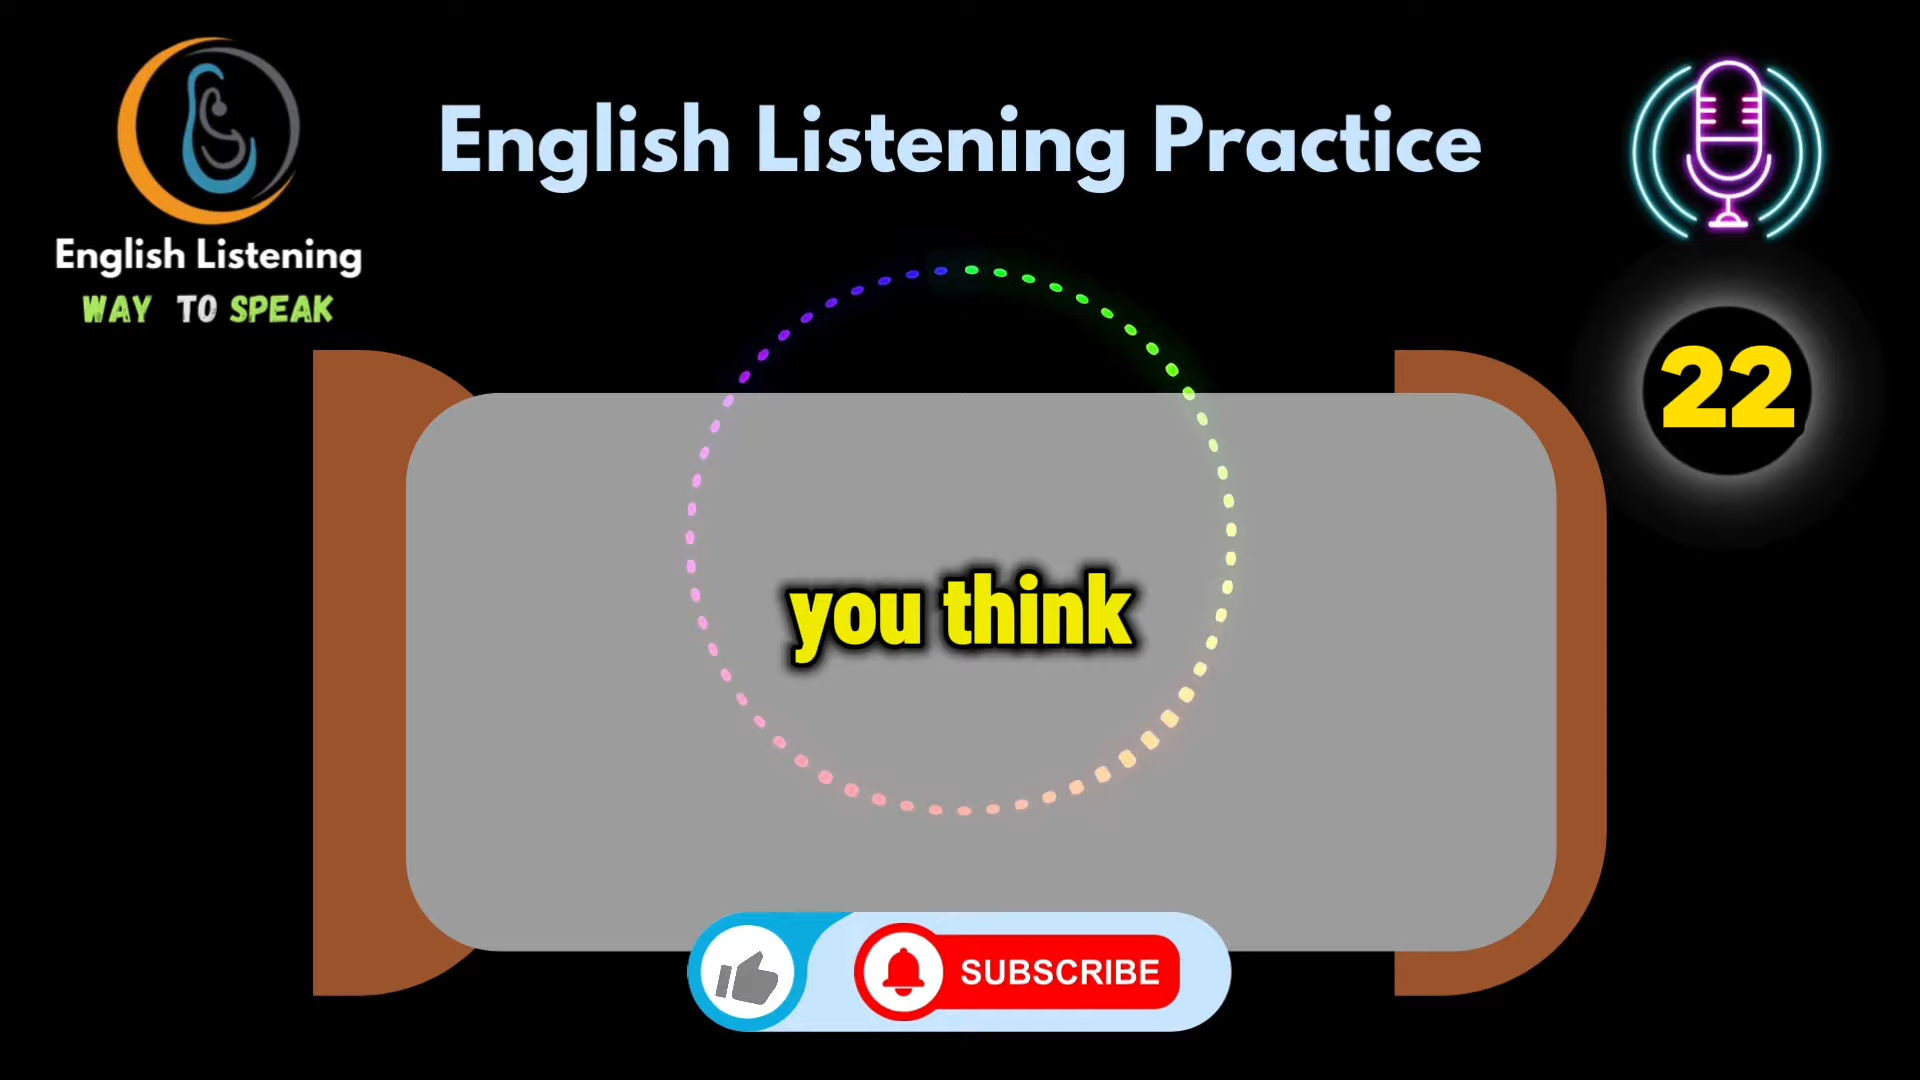 English Listening Practice
English Listening
WAY TO SPEAK
22
you think
SUBSCRIBE